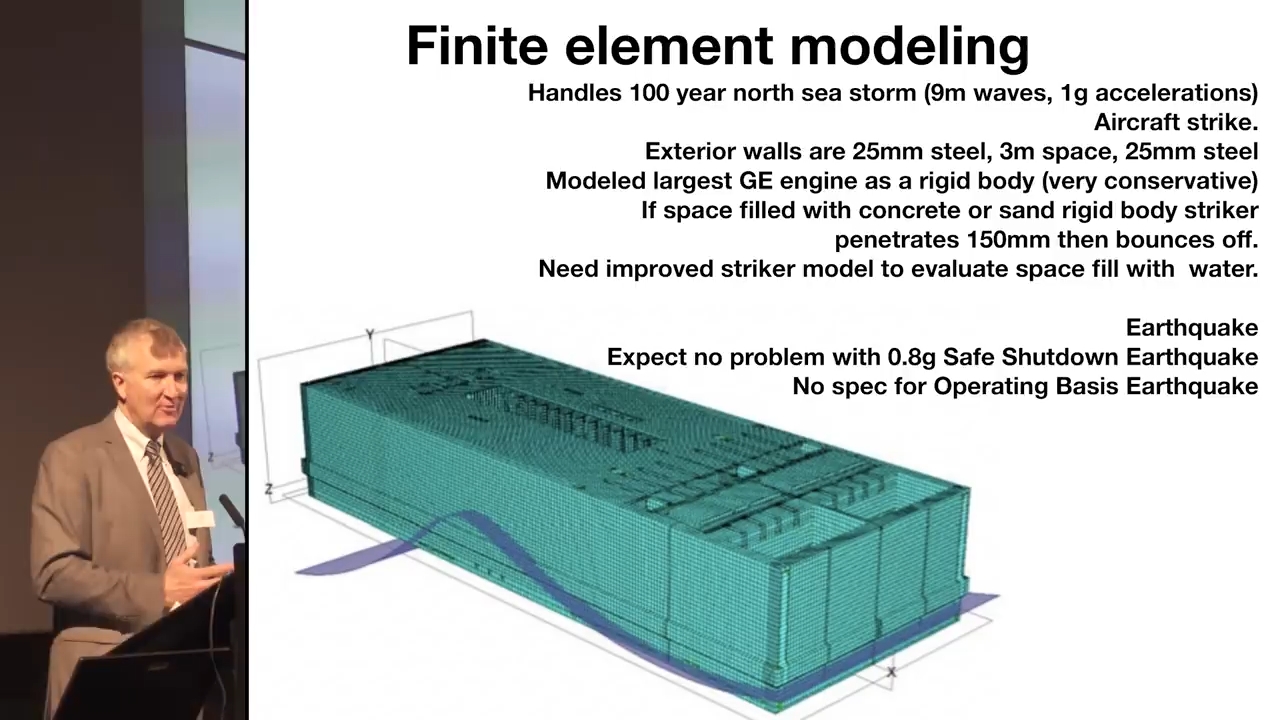 Finite element modeling
Handles 100 year north sea storm (9m waves, 1g accelerations)
Aircraft strike.
Exterior walls are 25mm steel, 3m space, 25mm steel
Modeled largest GE engine as a rigid body (very conservative)
If space filled with concrete or sand rigid body striker
penetrates 150mm then bounces off.
Need improved striker model to evaluate space fill with  water.
Earthquake
Expect no problem with 0.8g Safe Shutdown Earthquake
No spec for Operating Basis Earthquake
Y
Z
Z
X